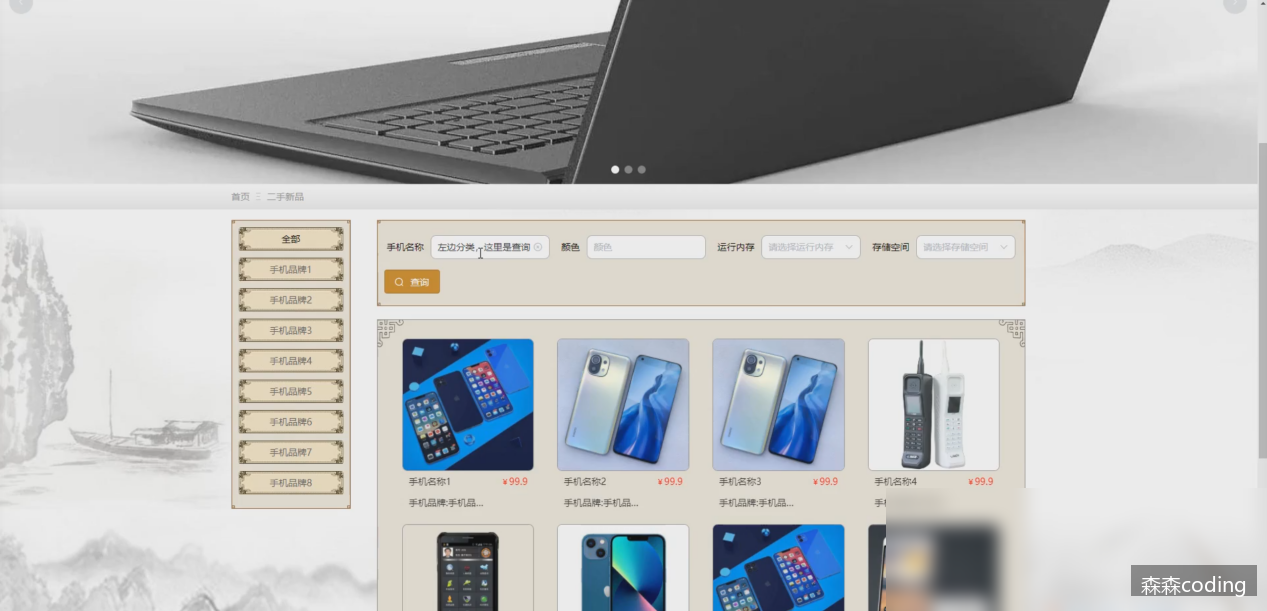 首页 二手新品
全部
手机品牌1
手机品牌2
手机品牌3
手机品牌4
手机品牌5
手机品牌6
手机品牌7
手机品牌8
手机名称 左边分类，这里是查询 颜色 颜色 运行内存 请选择运行内存 存储空间 请选择存储空间
查询
手机名称1 ¥99.9
手机品牌:手机品...
手机名称2 ¥99.9
手机品牌:手机品...
手机名称3 ¥99.9
手机品牌:手机品...
手机名称4 ¥99.9
森森coding